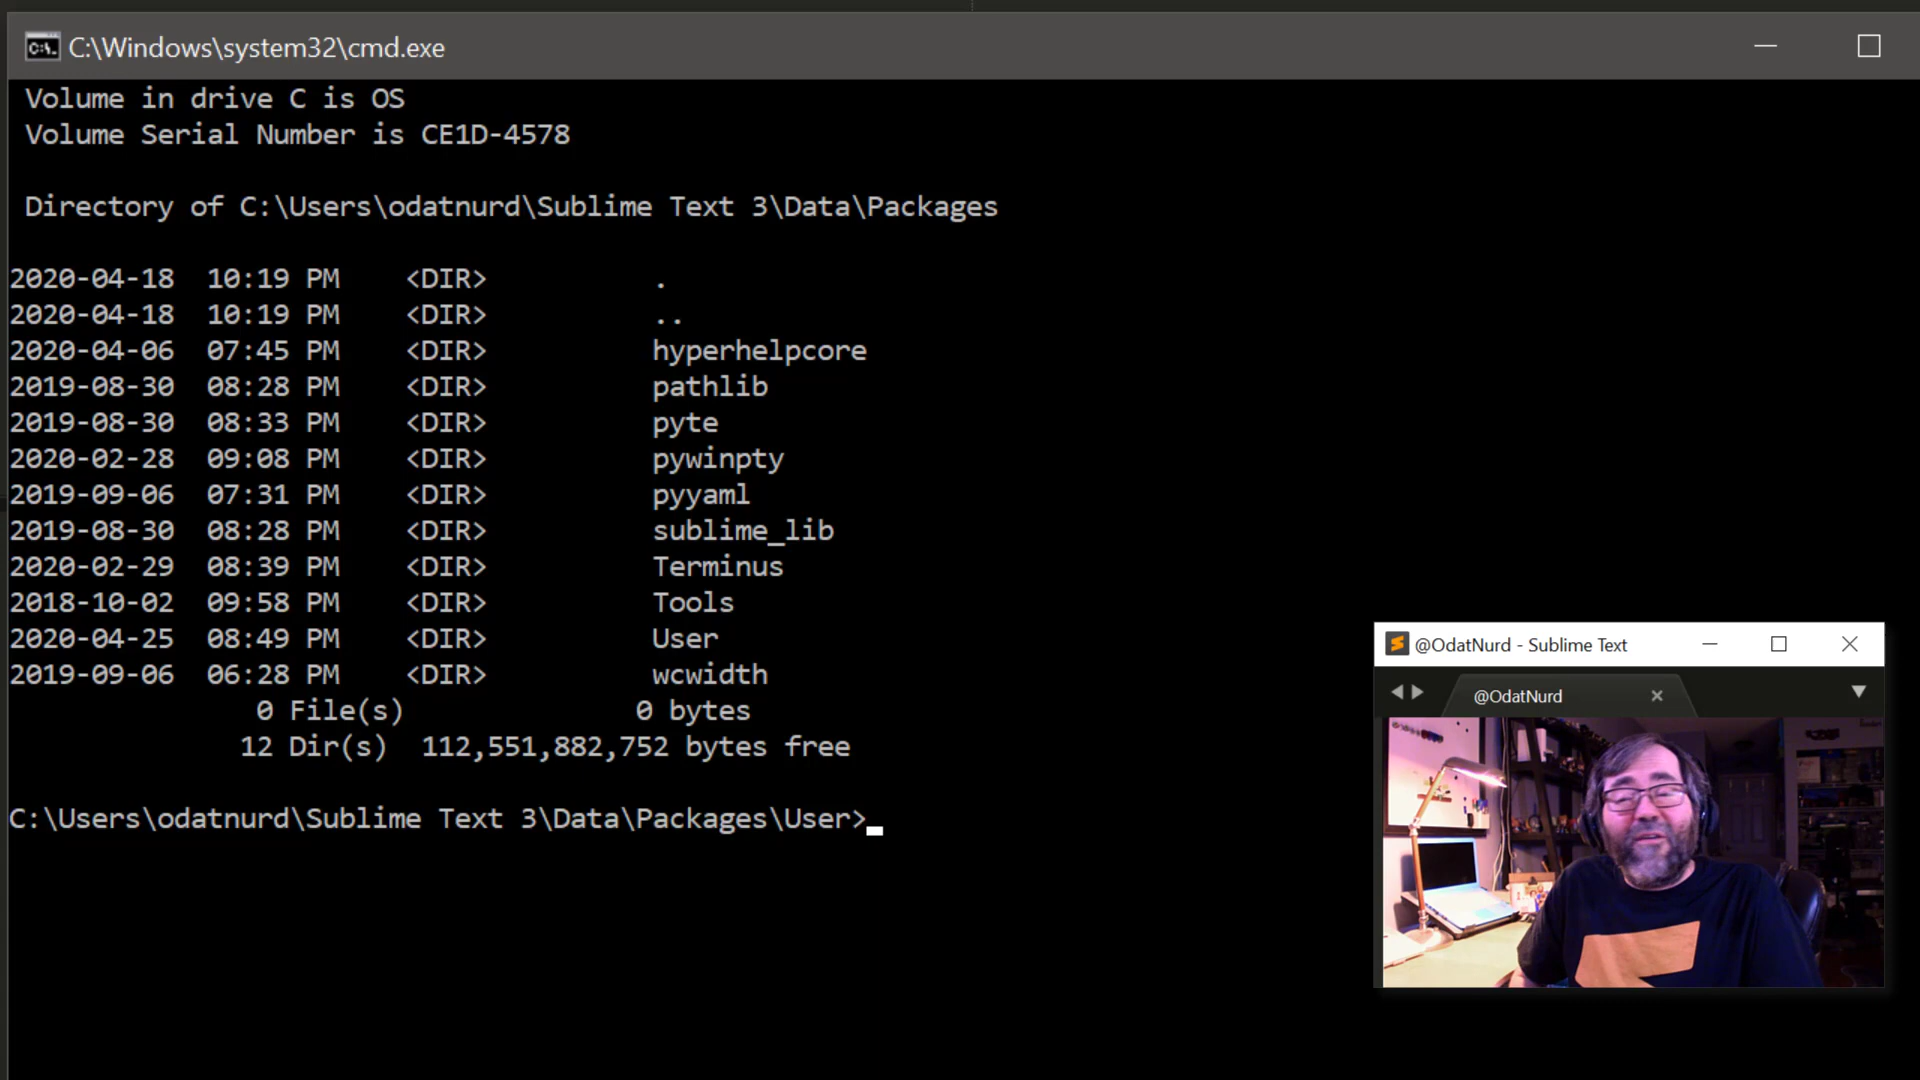 C:\Windows\system32\cmd.exe
Volume in drive C is OS
Volume Serial Number is CE1D-4578
Directory of C:\Users\odatnurd\Sublime Text 3\Data\Packages
2020-04-18  10:19 PM    <DIR>          .
2020-04-18  10:19 PM    <DIR>          ..
2020-04-06  07:45 PM    <DIR>          hyperhelpcore
2019-08-30  08:28 PM    <DIR>          pathlib
2019-08-30  08:33 PM    <DIR>          pyte
2020-02-28  09:08 PM    <DIR>          pywinpty
2019-09-06  07:31 PM    <DIR>          pyyaml
2019-08-30  08:28 PM    <DIR>          sublime_lib
2020-02-29  08:39 PM    <DIR>          Terminus
2018-10-02  09:58 PM    <DIR>          Tools
2020-04-25  08:49 PM    <DIR>          User
2019-09-06  06:28 PM    <DIR>          wcwidth
0 File(s)              0 bytes
12 Dir(s)  112,551,882,752 bytes free
C:\Users\odatnurd\Sublime Text 3\Data\Packages\User>
@OdatNurd - Sublime Text
@OdatNurd